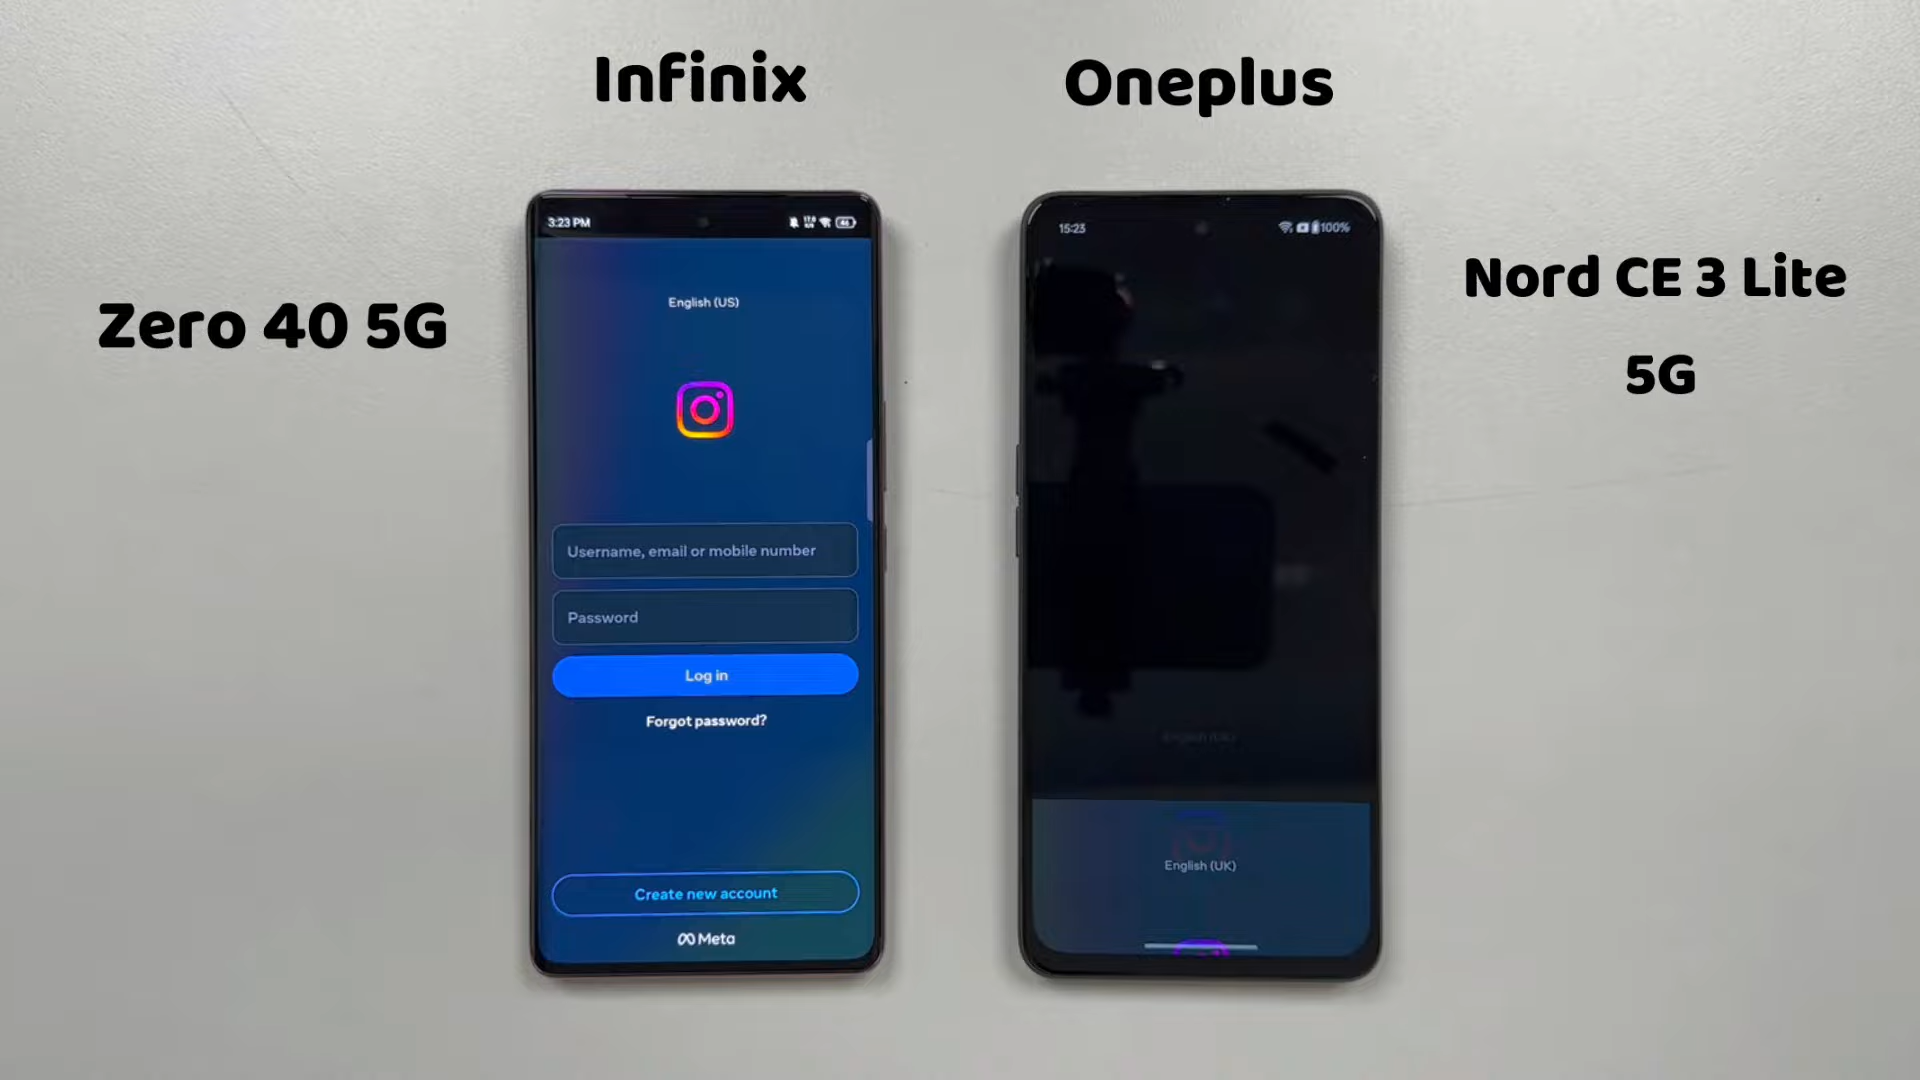 Infinix
Oneplus
Zero 40 5G
Nord CE 3 Lite
5G
3:23 PM
English (US)
Username, email or mobile number
Password
Log in
Forgot password?
Create new account
Meta
15:23
100%
English (UK)